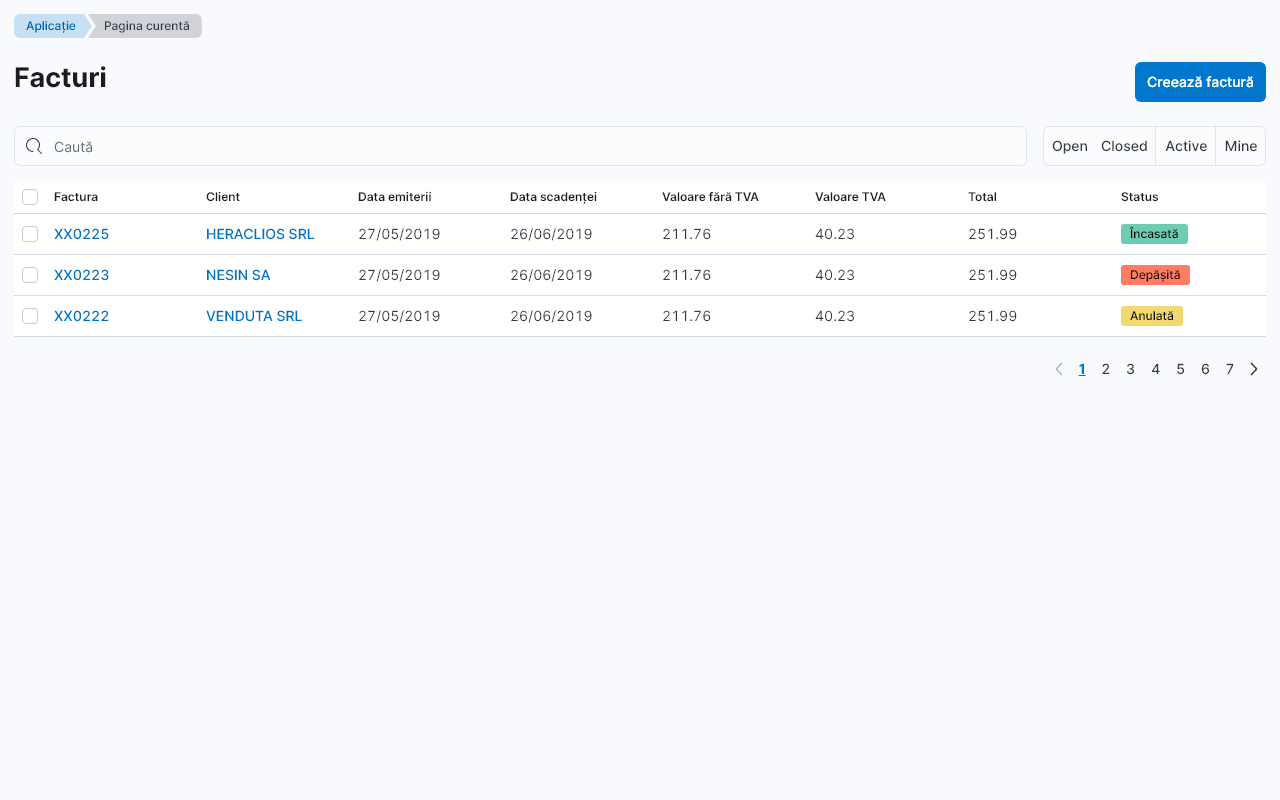 Aplicație Pagina curentă
Facturi
Creează factură
Caută
Open Closed Active Mine
Factura Client Data emiterii Data scadenței Valoare fără TVA Valoare TVA Total Status
XX0225 HERACLIOS SRL 27/05/2019 26/06/2019 211.76 40.23 251.99 Încasată
XX0223 NESIN SA 27/05/2019 26/06/2019 211.76 40.23 251.99 Depășită
XX0222 VENDUTA SRL 27/05/2019 26/06/2019 211.76 40.23 251.99 Anulată
1 2 3 4 5 6 7